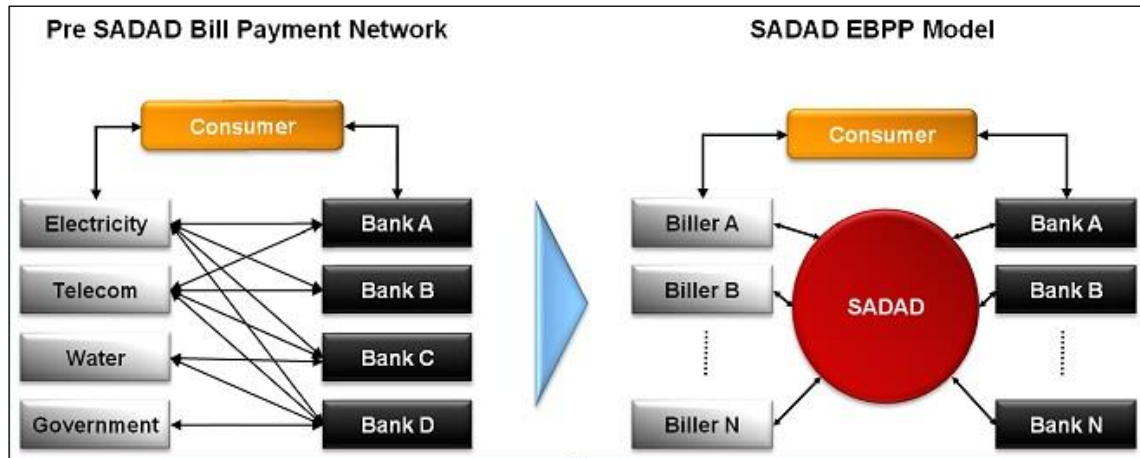 Pre SADAD Bill Payment Network
SADAD EBPP Model
Consumer
Electricity
Bank A
Telecom
Bank B
Water
Bank C
Government
Bank D
Consumer
Biller A
Bank A
Biller B
SADAD
Bank B
Biller N
Bank N